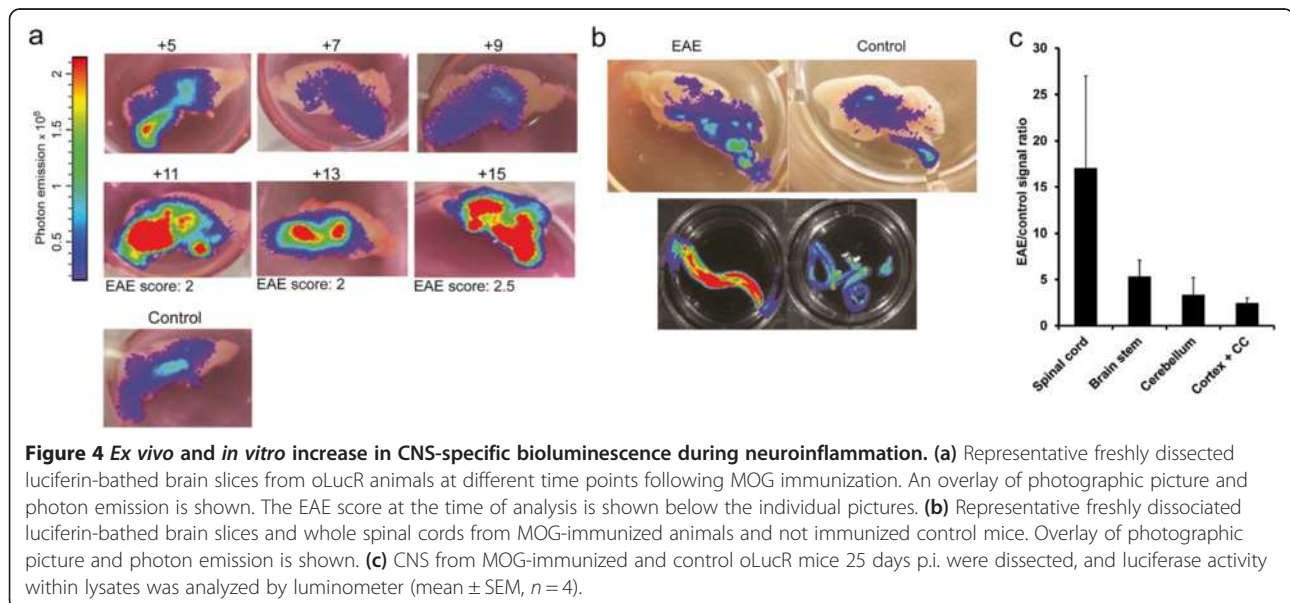 a
+5 +7 +9
2
1.5
1
0.5
Photon emission x 10⁶
+11 +13 +15
EAE score: 2 EAE score: 2 EAE score: 2.5
Control
b
EAE Control
c
30
25
20
15
10
5
0
EAE/control signal ratio
Spinal cord
Brain stem
Cerebellum
Cortex + CC
Figure 4 Ex vivo and in vitro increase in CNS-specific bioluminescence during neuroinflammation. (a) Representative freshly dissected
luciferin-bathed brain slices from oLucR animals at different time points following MOG immunization. An overlay of photographic picture and
photon emission is shown. The EAE score at the time of analysis is shown below the individual pictures. (b) Representative freshly dissociated
luciferin-bathed brain slices and whole spinal cords from MOG-immunized animals and not immunized control mice. Overlay of photographic
picture and photon emission is shown. (c) CNS from MOG-immunized and control oLucR mice 25 days p.i. were dissected, and luciferase activity
within lysates was analyzed by luminometer (mean ± SEM, n = 4).